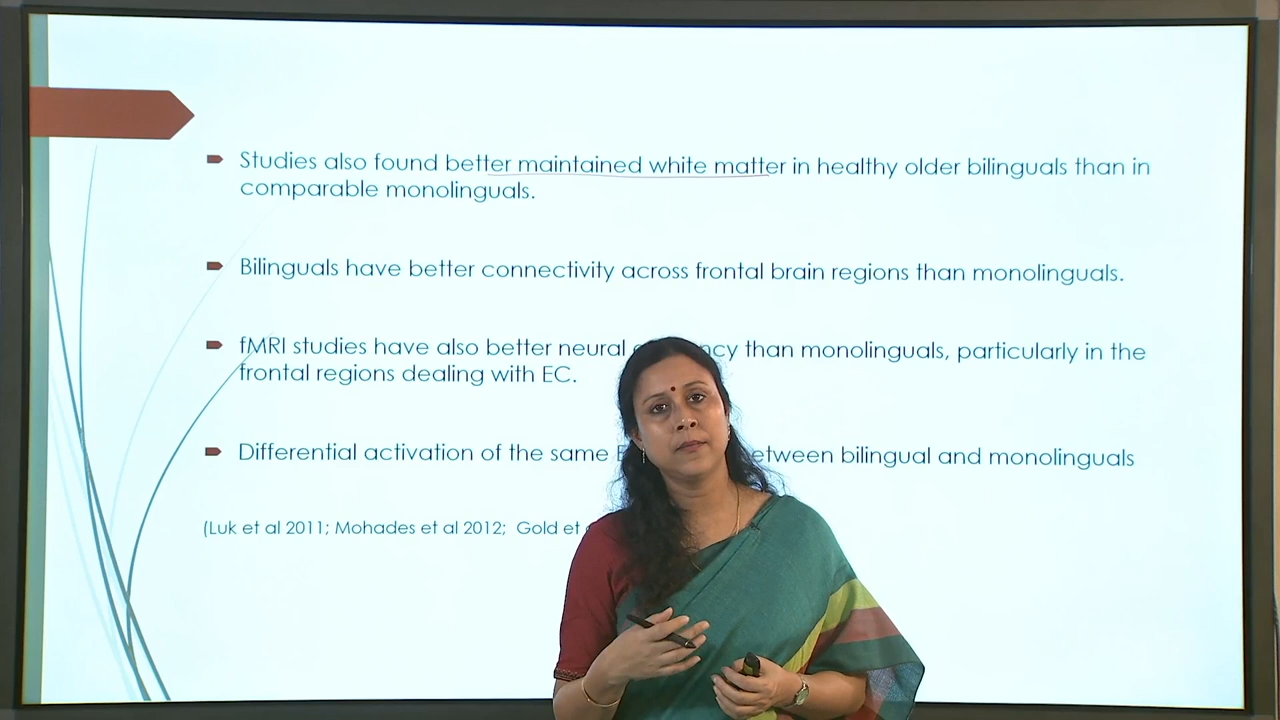 Studies also found better maintained white matter in healthy older bilinguals than in
comparable monolinguals.
Bilinguals have better connectivity across frontal brain regions than monolinguals.
fMRI studies have also better neural than monolinguals, particularly in the
frontal regions dealing with EC.
Differential activation of the same between bilingual and monolinguals
(Luk et al 2011; Mohades et al 2012; Gold et